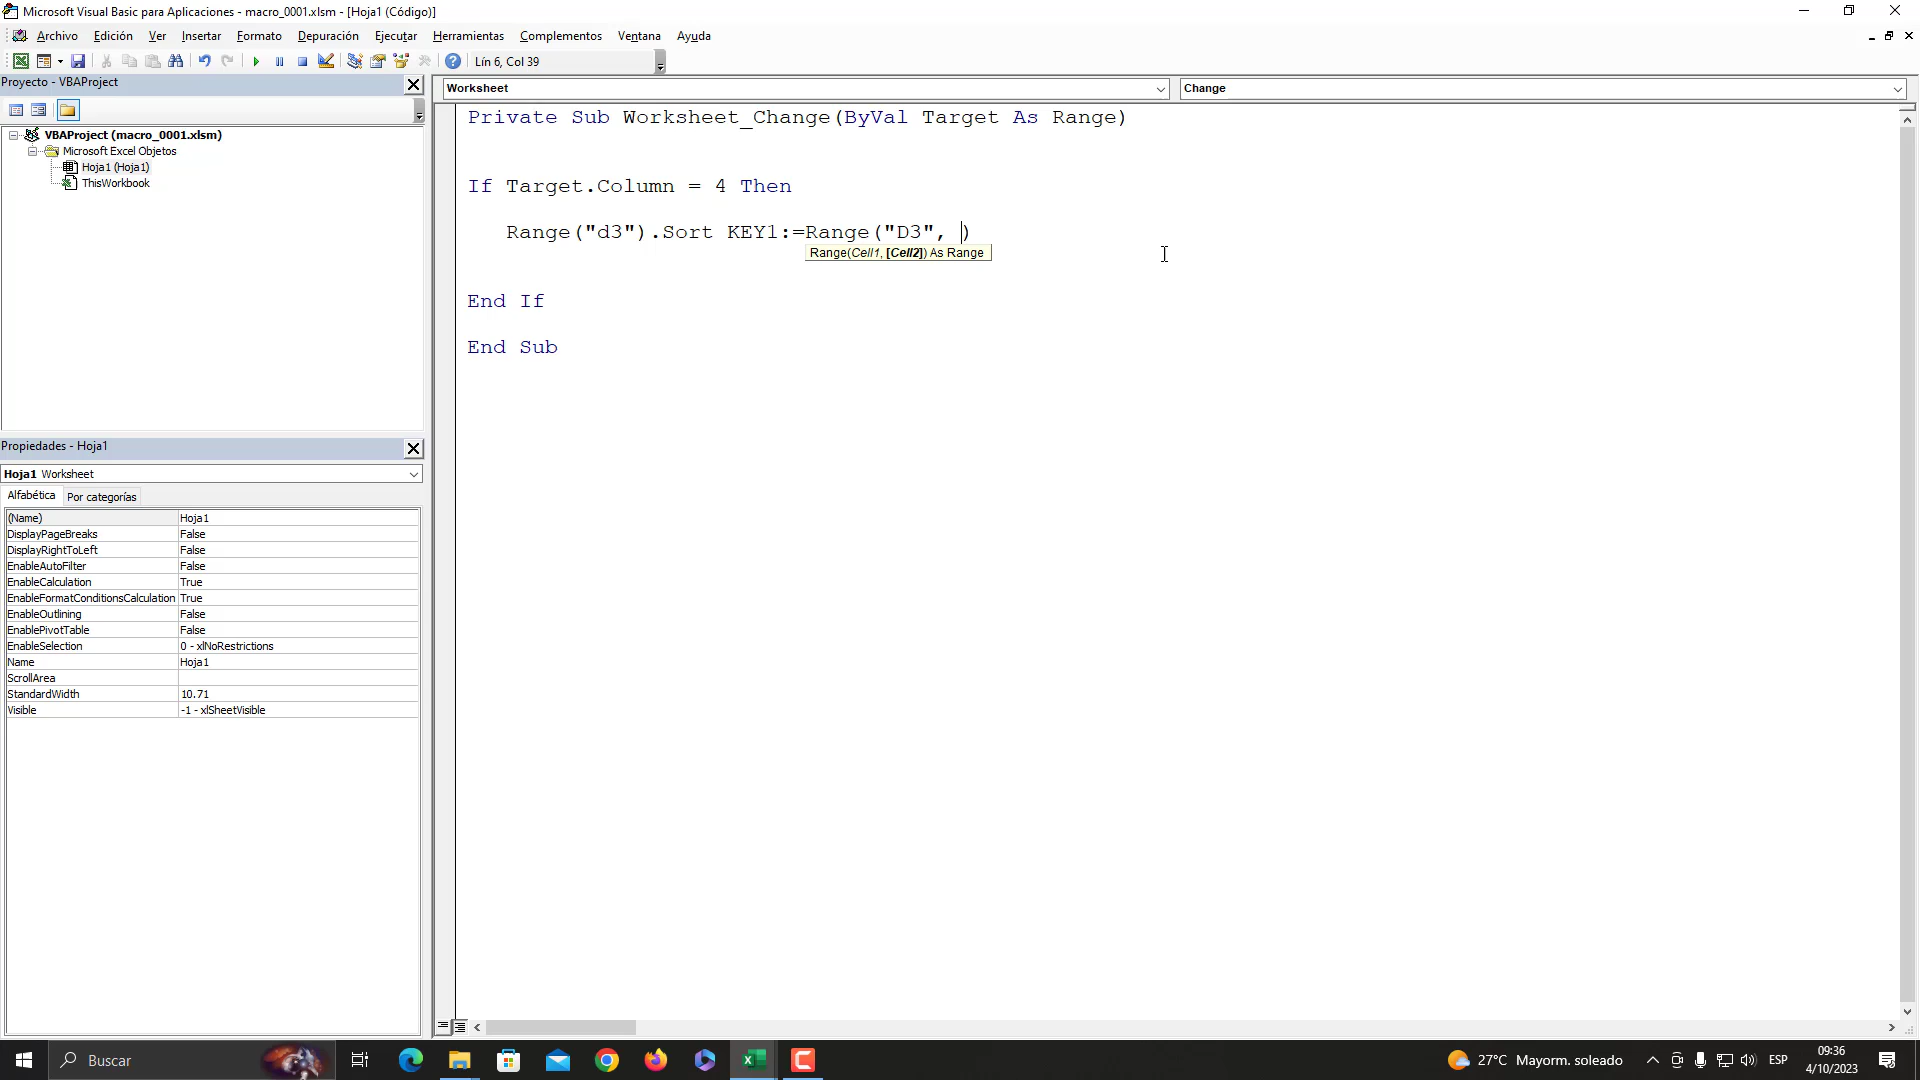 Microsoft Visual Basic para Aplicaciones - macro_0001.xlsm - [Hoja1 (Código)]
Archivo Edición Ver Insertar Formato Depuración Ejecutar Herramientas Complementos Ventana Ayuda
Lín 6, Col 39
Proyecto - VBAProject
VBAProject (macro_0001.xlsm)
Microsoft Excel Objetos
Hoja1 (Hoja1)
ThisWorkbook
Propiedades - Hoja1
Hoja1 Worksheet
Alfabética Por categorías
(Name) Hoja1
DisplayPageBreaks False
DisplayRightToLeft False
EnableAutoFilter False
EnableCalculation True
EnableFormatConditionsCalculation True
EnableOutlining False
EnablePivotTable False
EnableSelection 0 - xlNoRestrictions
Name Hoja1
ScrollArea
StandardWidth 10.71
Visible -1 - xlSheetVisible
Worksheet Change
Private Sub Worksheet_Change(ByVal Target As Range)
If Target.Column = 4 Then
Range("d3").Sort KEY1:=Range("D3", )
Range(Cell1, [Cell2]) As Range
End If
End Sub
Buscar
27°C Mayorm. soleado
ESP
09:36
4/10/2023